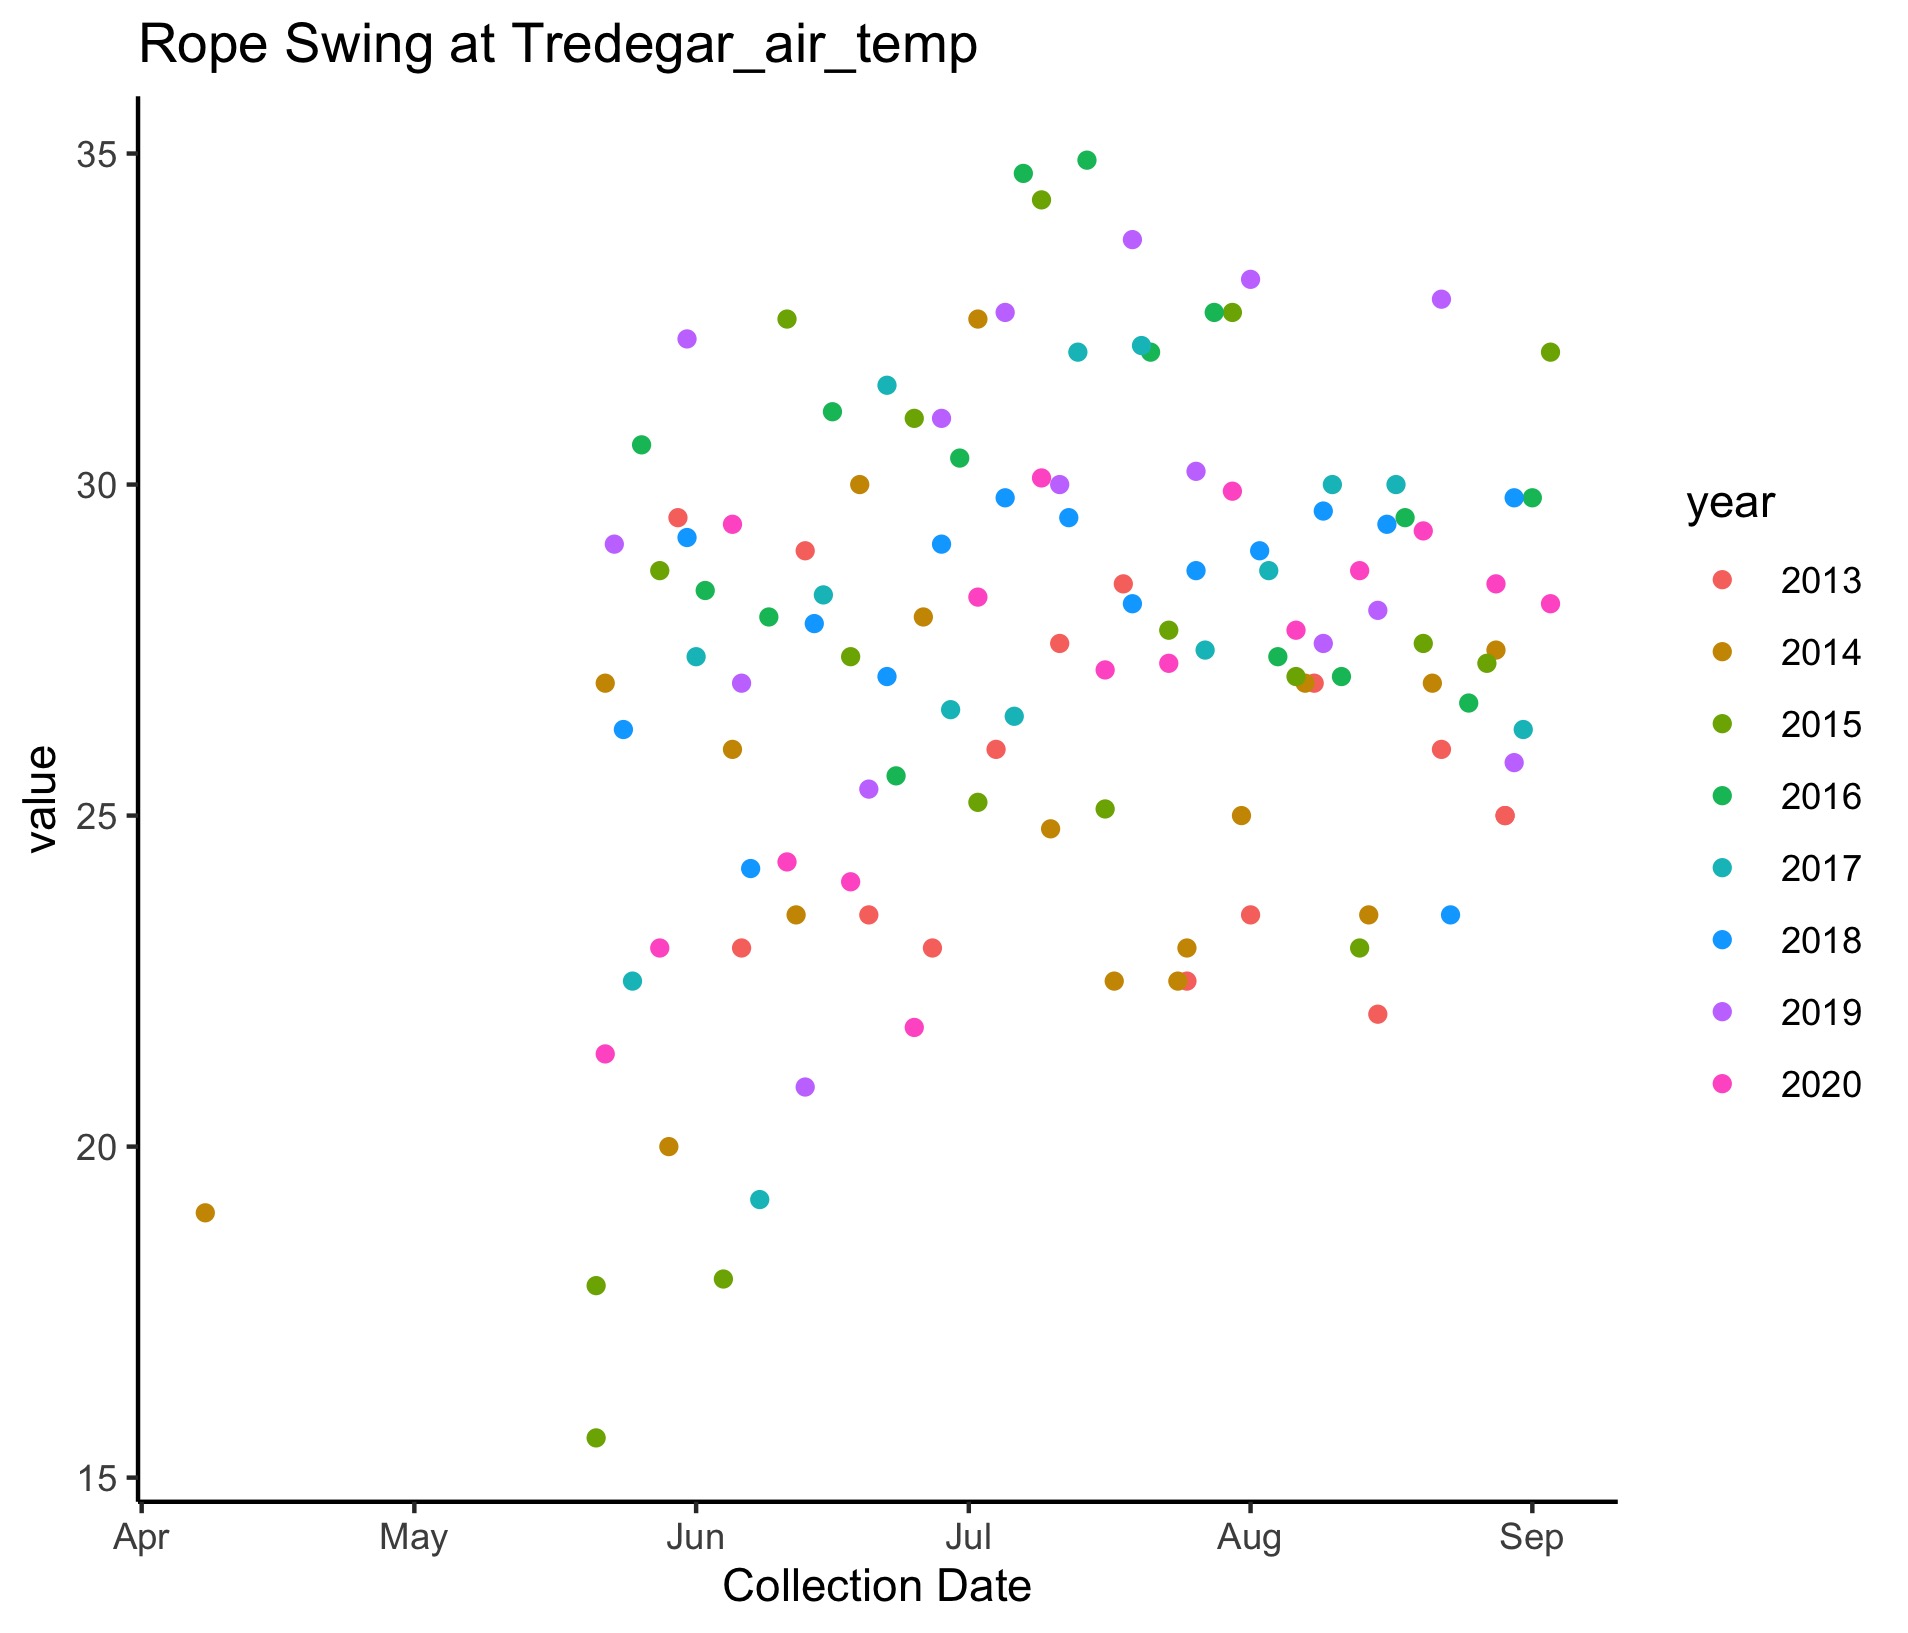 Rope Swing at Tredegar_air_temp
35
30
25
20
15
value
Apr May Jun Jul Aug Sep
Collection Date
year
2013
2014
2015
2016
2017
2018
2019
2020